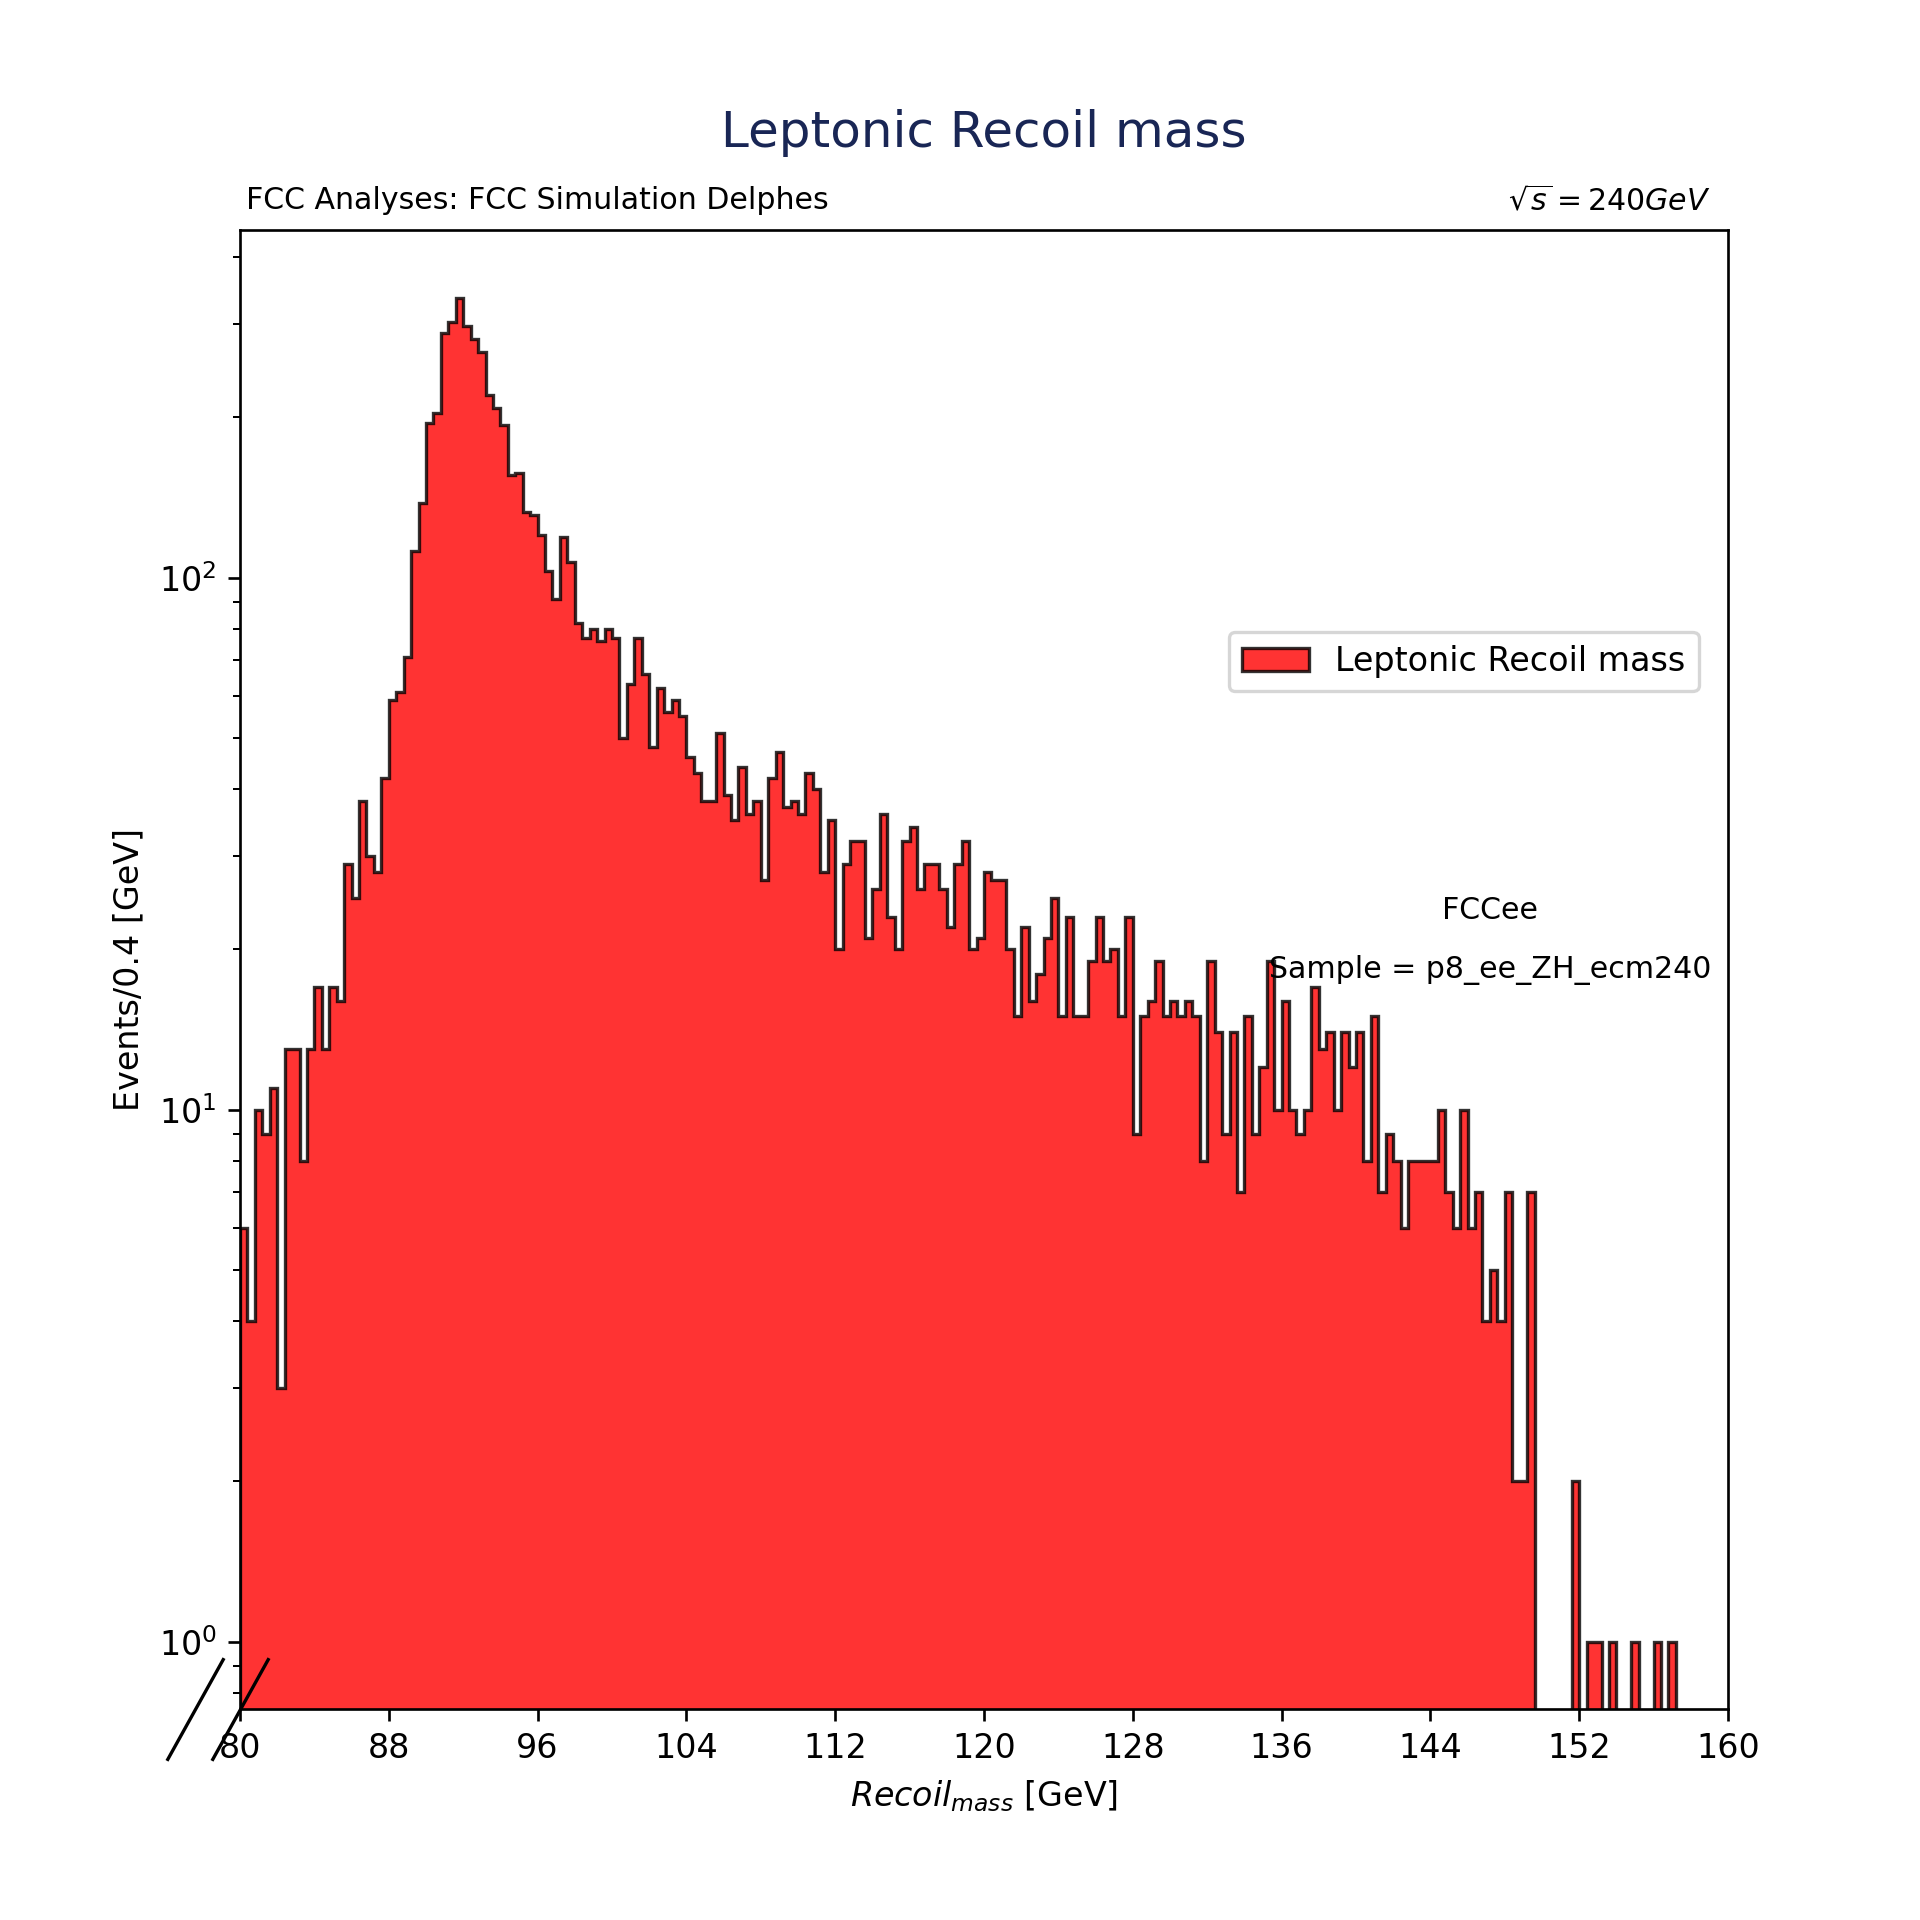 Leptonic Recoil mass
FCC Analyses: FCC Simulation Delphes
√s = 240GeV
10²
Leptonic Recoil mass
Events/0.4 [GeV]
FCCee
Sample = p8_ee_ZH_ecm240
10¹
10⁰
80 88 96 104 112 120 128 136 144 152 160
Recoil_mass [GeV]